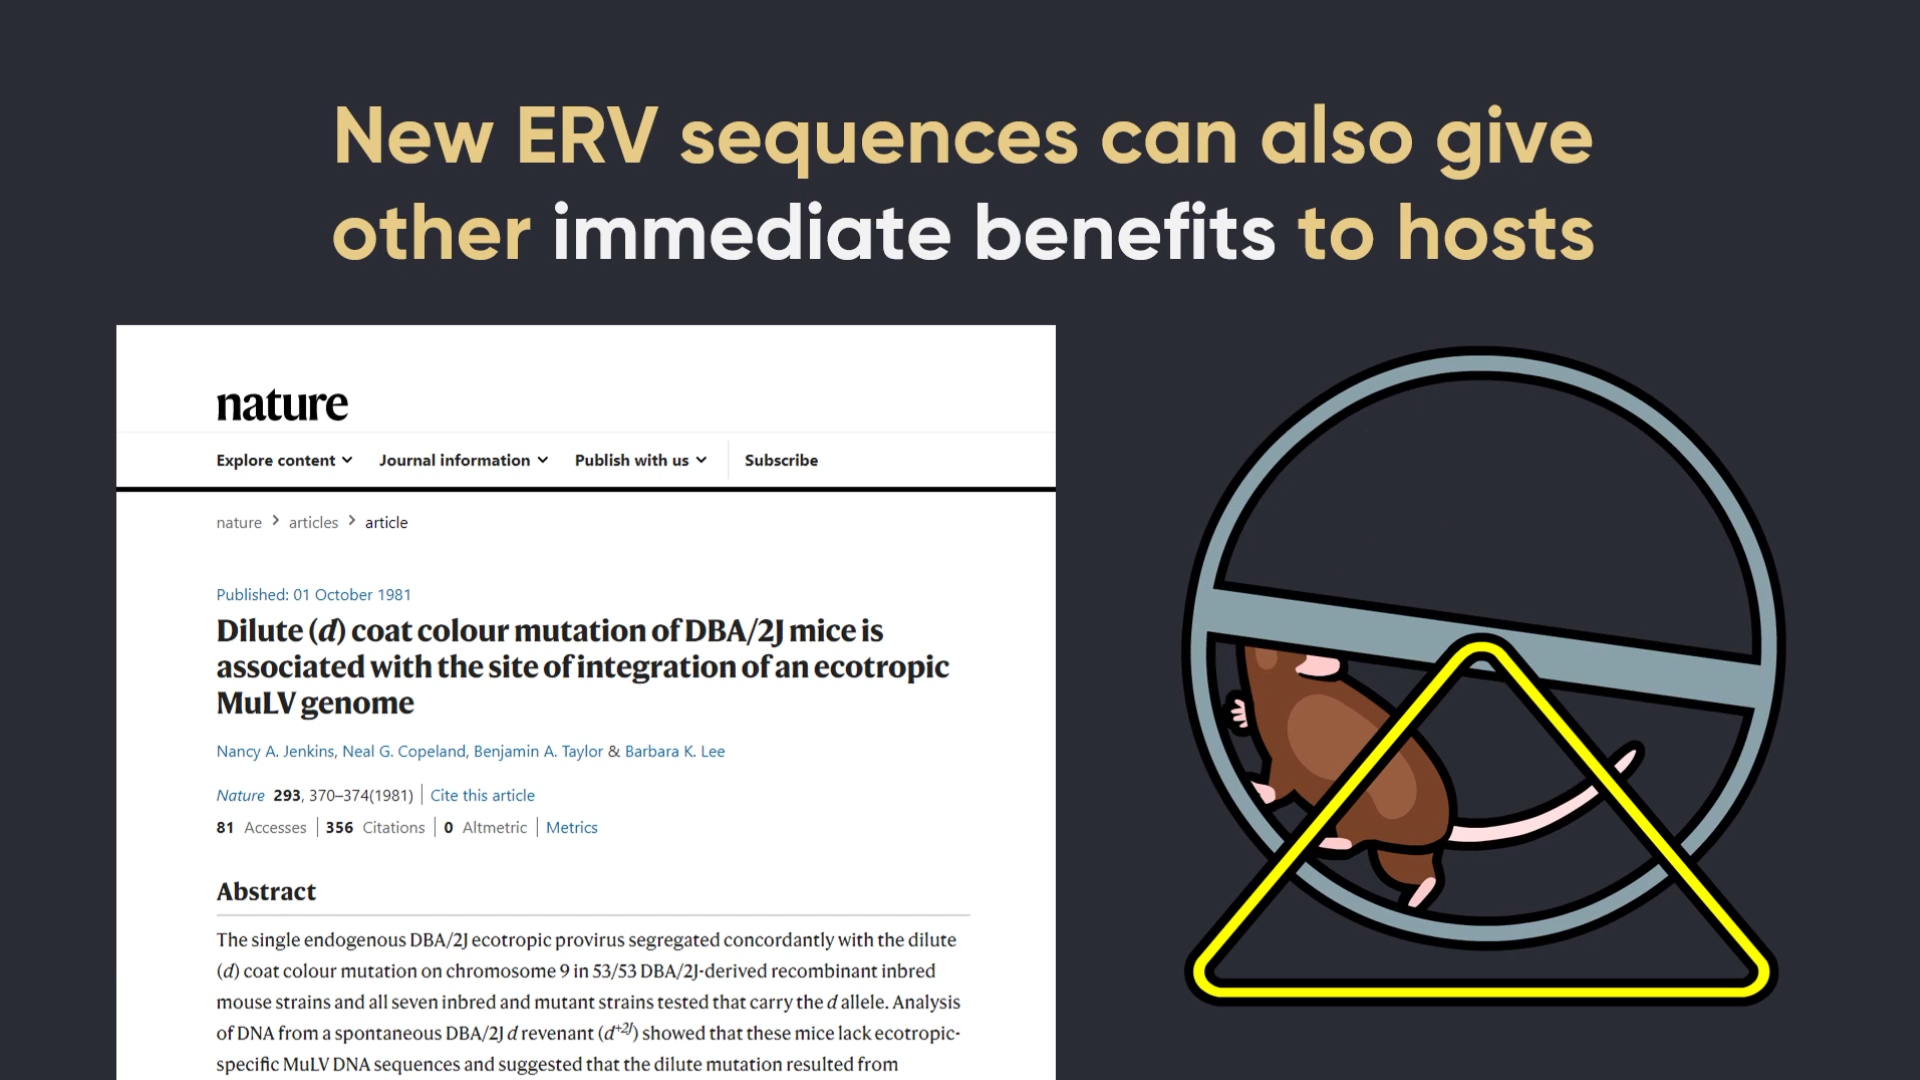 New ERV sequences can also give
other immediate benefits to hosts
nature
Explore content Journal information Publish with us Subscribe
nature > articles > article
Published: 01 October 1981
Dilute (d) coat colour mutation of DBA/2J mice is
associated with the site of integration of an ecotropic
MuLV genome
Nancy A. Jenkins, Neal G. Copeland, Benjamin A. Taylor & Barbara K. Lee
Nature 293, 370–374(1981) | Cite this article
81 Accesses | 356 Citations | 0 Altmetric | Metrics
Abstract
The single endogenous DBA/2J ecotropic provirus segregated concordantly with the dilute
(d) coat colour mutation on chromosome 9 in 53/53 DBA/2J-derived recombinant inbred
mouse strains and all seven inbred and mutant strains tested that carry the d allele. Analysis
of DNA from a spontaneous DBA/2J d revenant (d+2J) showed that these mice lack ecotropic-
specific MuLV DNA sequences and suggested that the dilute mutation resulted from